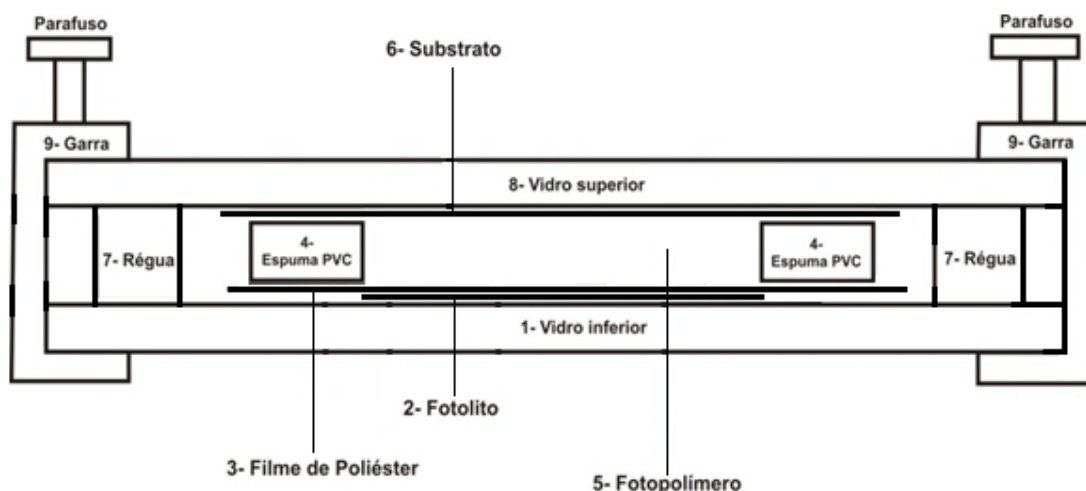 Parafuso
Parafuso
6- Substrato
9- Garra
9- Garra
8- Vidro superior
7- Régua
4-
Espuma PVC
4-
Espuma PVC
7- Régua
1- Vidro inferior
2- Fotolito
3- Filme de Poliéster
5- Fotopolímero